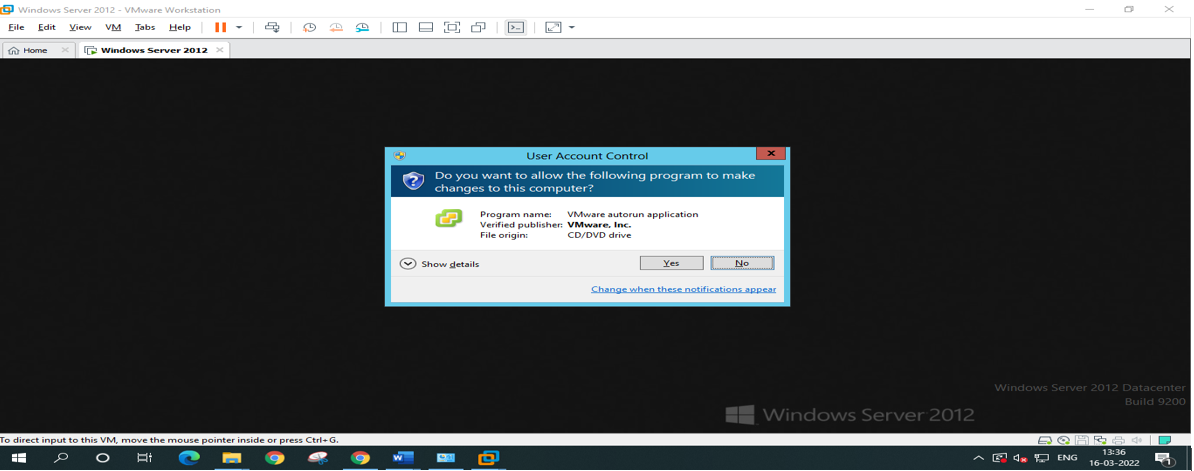 Windows Server 2012 - VMware Workstation
File Edit View VM Tabs Help
Home Windows Server 2012
User Account Control
Do you want to allow the following program to make
changes to this computer?
Program name: VMware autorun application
Verified publisher: VMware, Inc.
File origin: CD/DVD drive
Show details Yes No
Change when these notifications appear
Windows Server 2012 Datacenter
Build 9200
Windows Server 2012
To direct input to this VM, move the mouse pointer inside or press Ctrl+G.
ENG 13:36
16-03-2022
1